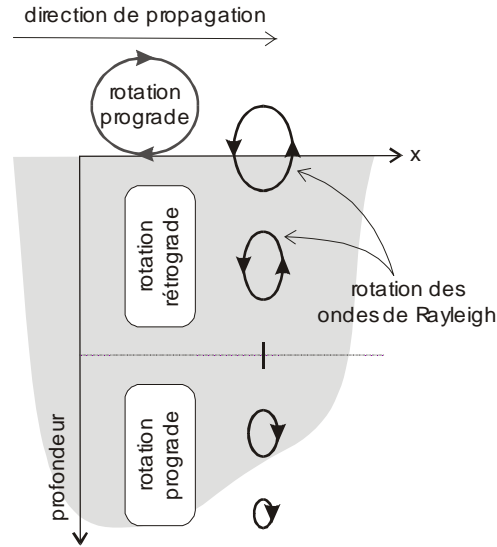 direction de propagation
rotation
prograde
x
rotation
rétrograde
rotation des
ondes de Rayleigh
rotation
prograde
profondeur